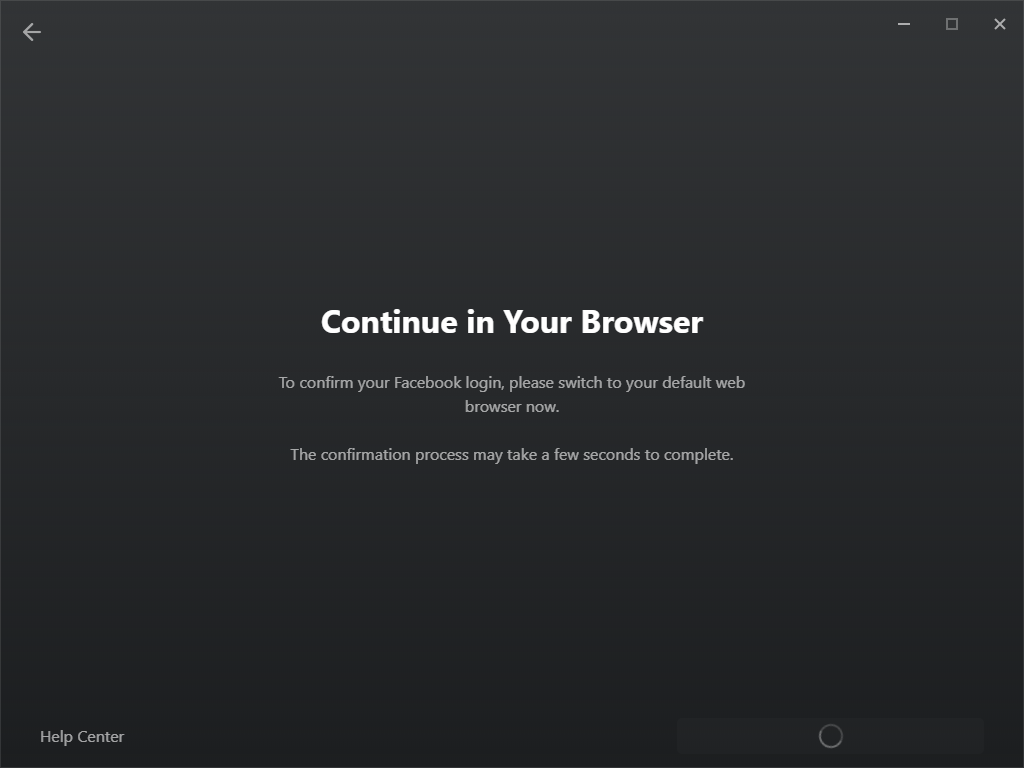 Continue in Your Browser
To confirm your Facebook login, please switch to your default web
browser now.
The confirmation process may take a few seconds to complete.
Help Center